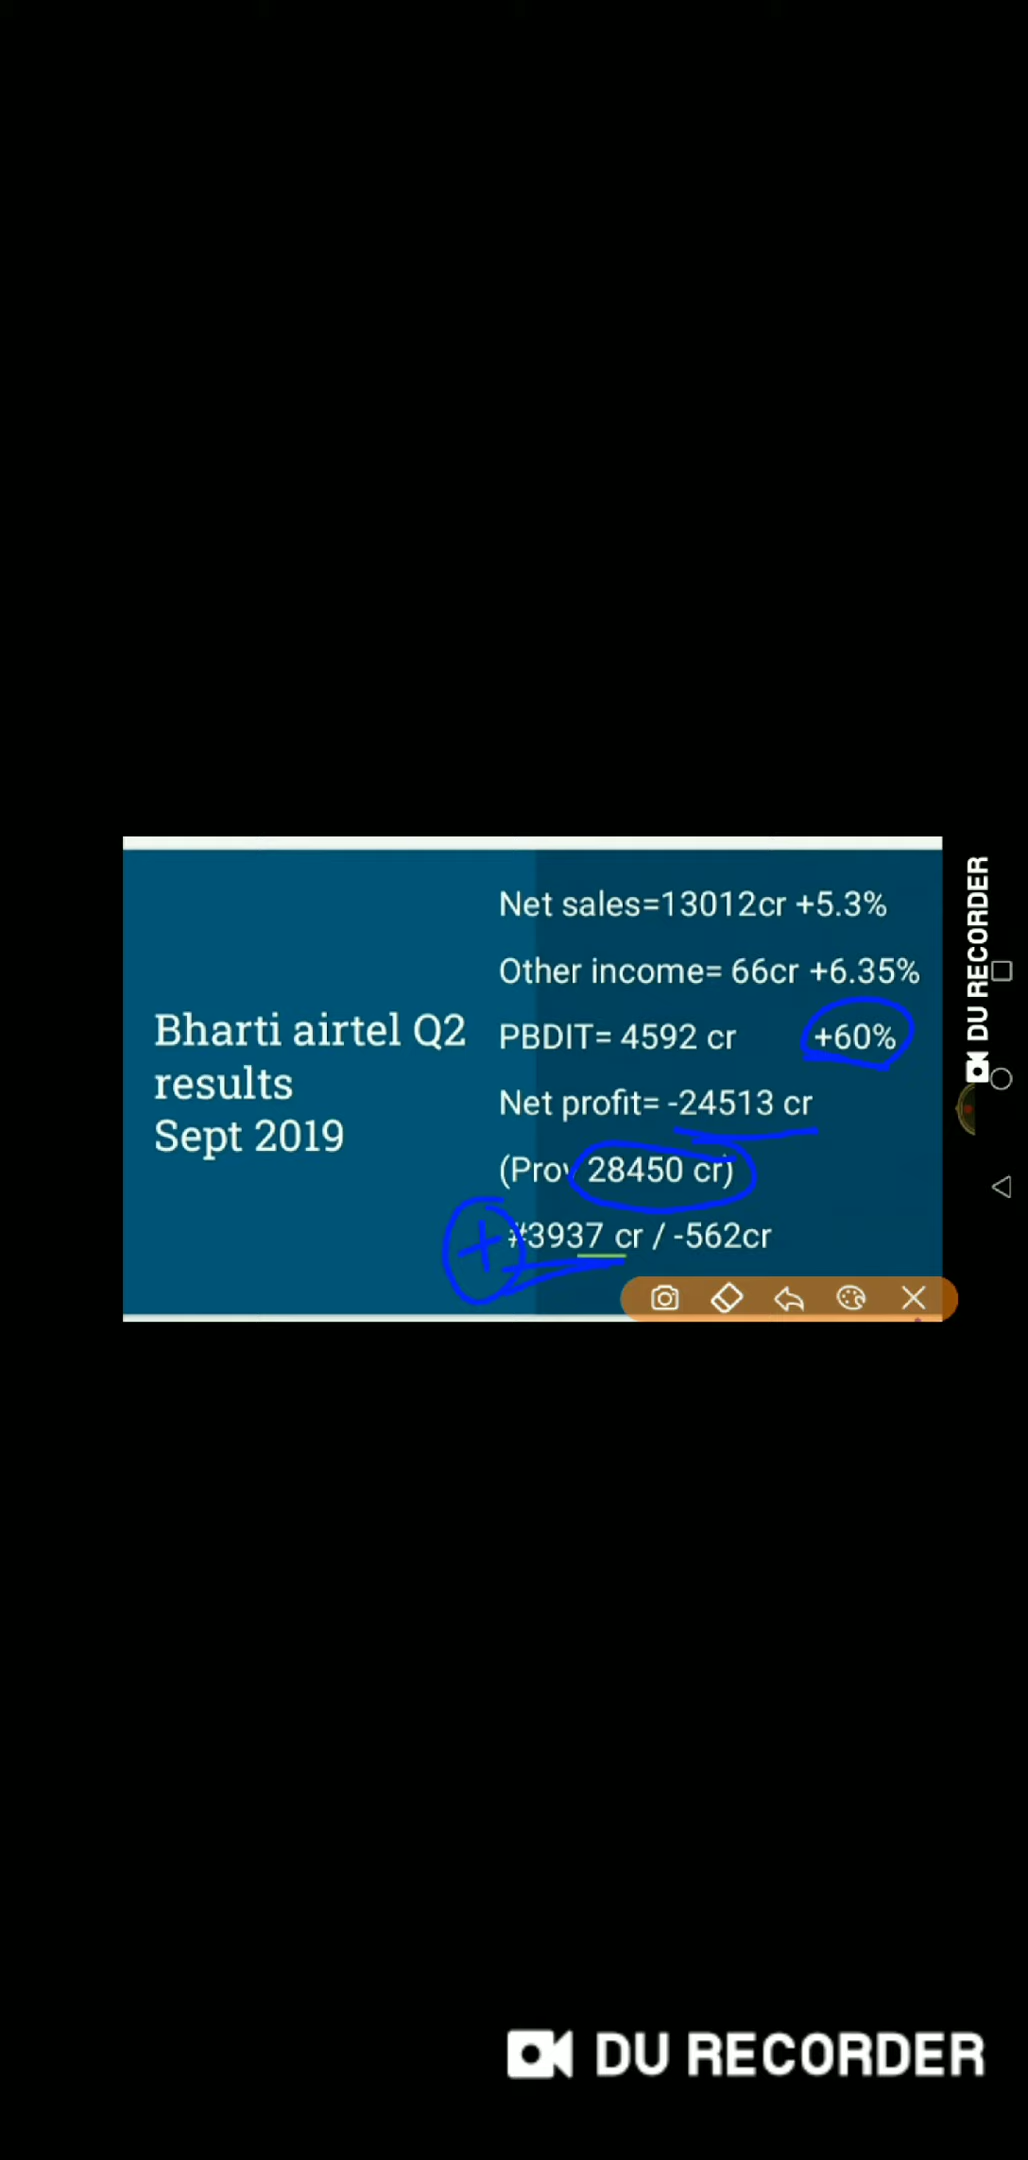 Bharti airtel Q2
results
Sept 2019
Net sales=13012cr +5.3%
Other income= 66cr +6.35%
PBDIT= 4592 cr +60%
Net profit= -24513 cr
28450 cr)
+
#3937 cr / -562cr
DU RECORDER
DU RECORDER